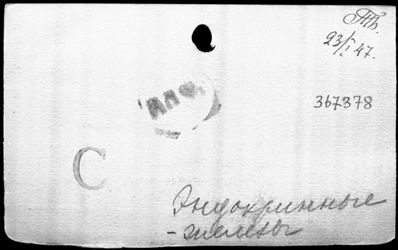 23/I 47.
367378
С
Эндокринные
-железы